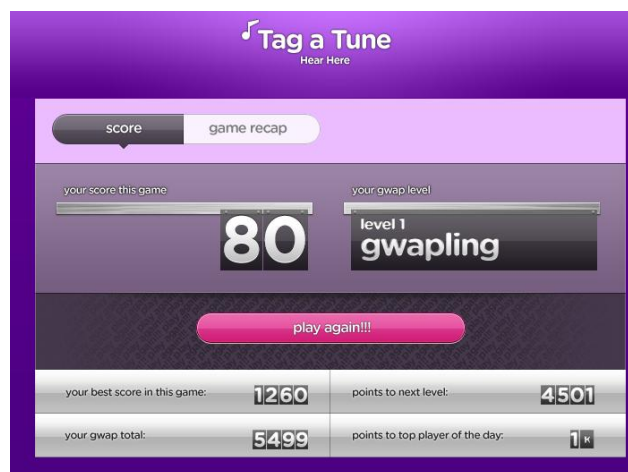 Tag a Tune
Hear Here
score
game recap
your score this game
80
your gwap level
level 1
gwapling
play again!!!
your best score in this game: 1260
points to next level: 4501
your gwap total: 5499
points to top player of the day: 1 K